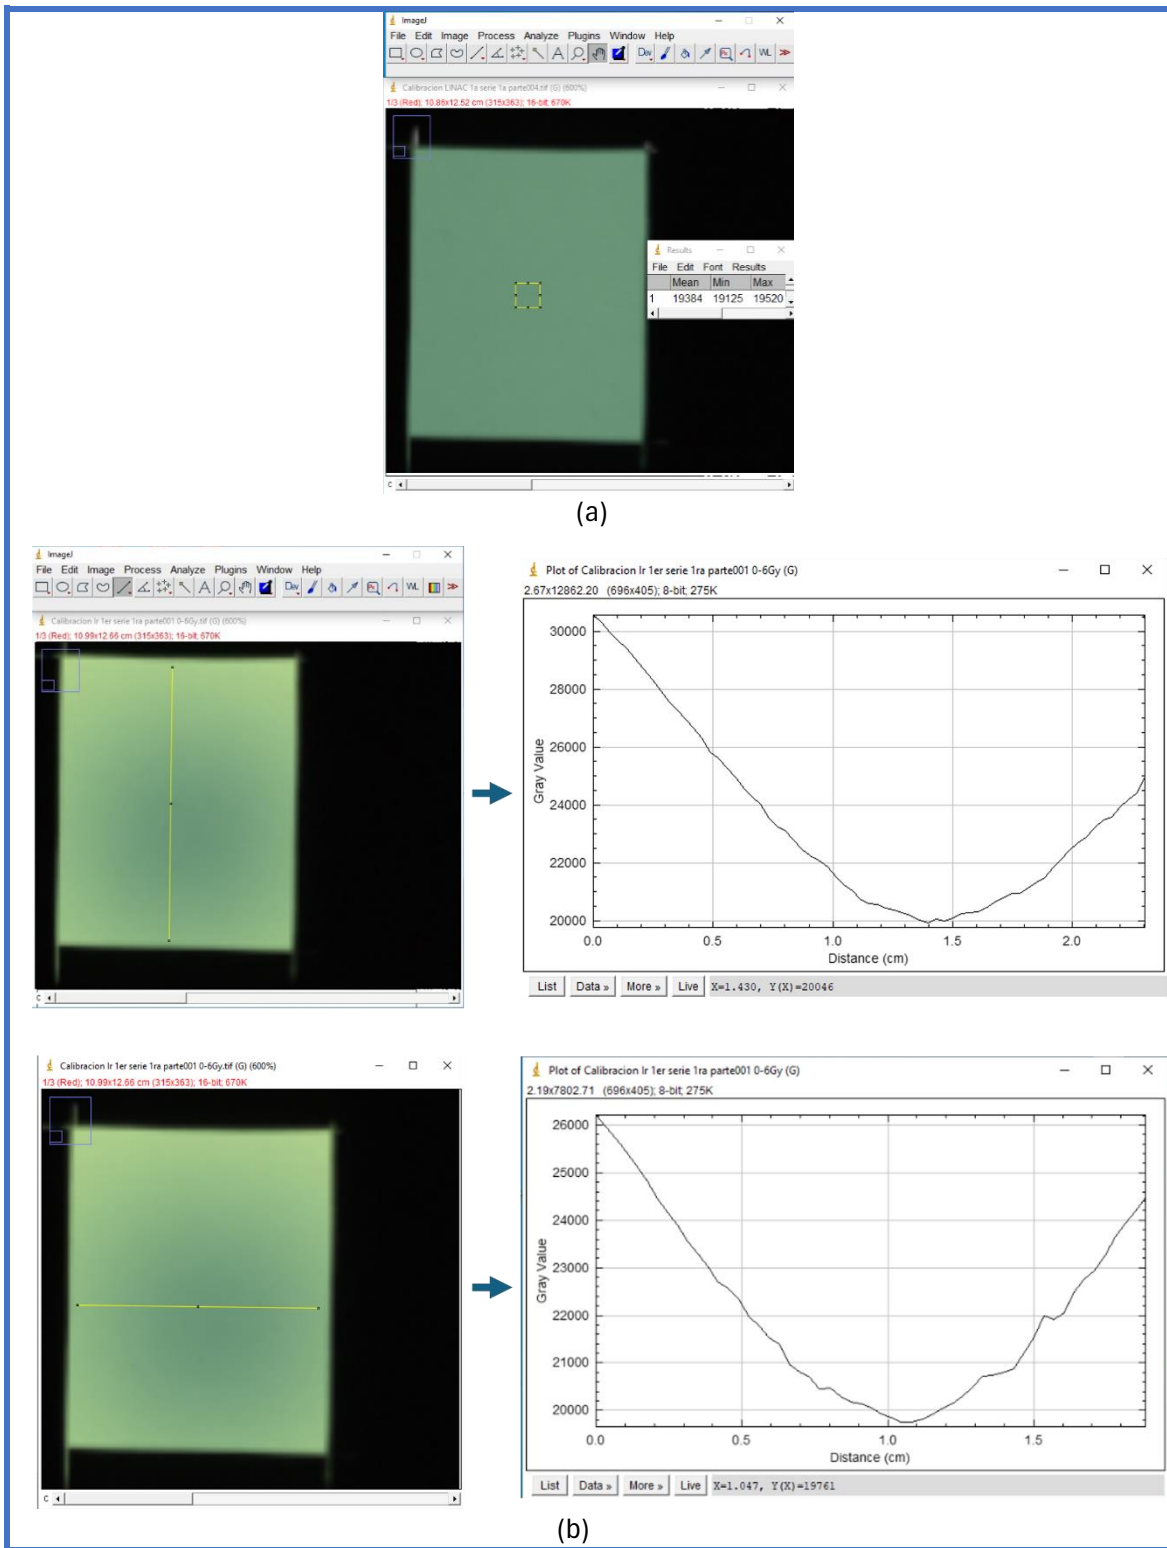 ImageJ
File Edit Image Process Analyze Plugins Window Help
Dev WL
Calibracion LINAC 1a serie 1a parte004.tif (G) (600%)
1/3 (Red); 10.86x12.52 cm (315x363); 16-bit; 670K
Results
File Edit Font Results
Mean Min Max
1 19384 19125 19520
c
(a)
ImageJ
File Edit Image Process Analyze Plugins Window Help
Dev WL
Calibracion Ir 1er serie 1ra parte001 0-6Gy.tif (G) (600%)
1/3 (Red); 10.99x12.66 cm (315x363); 16-bit; 670K
c
Plot of Calibracion Ir 1er serie 1ra parte001 0-6Gy (G)
2.67x12862.20 (696x405); 8-bit; 275K
30000
28000
26000
24000
22000
20000
Gray Value
0.0 0.5 1.0 1.5 2.0
Distance (cm)
List Data » More » Live X=1.430, Y(X)=20046
Calibracion Ir 1er serie 1ra parte001 0-6Gy.tif (G) (600%)
1/3 (Red); 10.99x12.66 cm (315x363); 16-bit; 670K
c
Plot of Calibracion Ir 1er serie 1ra parte001 0-6Gy (G)
2.19x7802.71 (696x405); 8-bit; 275K
26000
25000
24000
23000
22000
21000
20000
Gray Value
0.0 0.5 1.0 1.5
Distance (cm)
List Data » More » Live X=1.047, Y(X)=19761
(b)